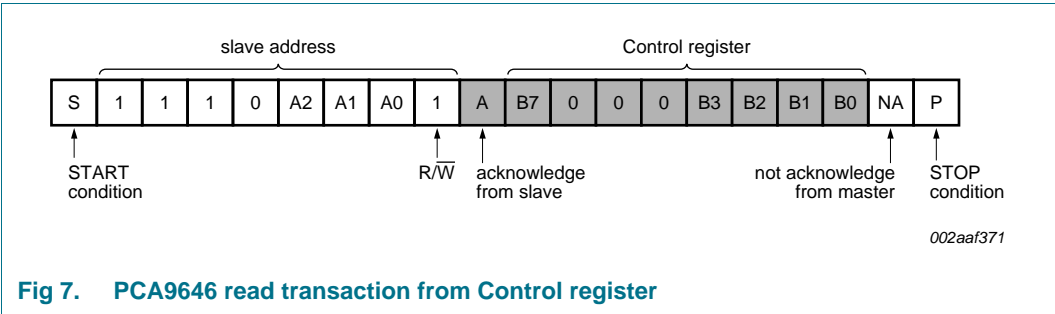 slave address Control register
S 1 1 1 0 A2 A1 A0 1 A B7 0 0 0 B3 B2 B1 B0 NA P
START condition
R/W̅
acknowledge from slave
not acknowledge from master
STOP condition
002aaf371
Fig 7. PCA9646 read transaction from Control register